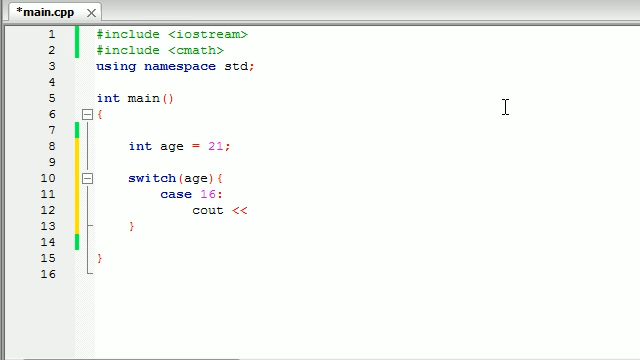 *main.cpp
1 #include <iostream>
2 #include <cmath>
3 using namespace std;
4
5 int main()
6 {
7
8 int age = 21;
9
10 switch(age){
11 case 16:
12 cout <<
13 }
14
15 }
16